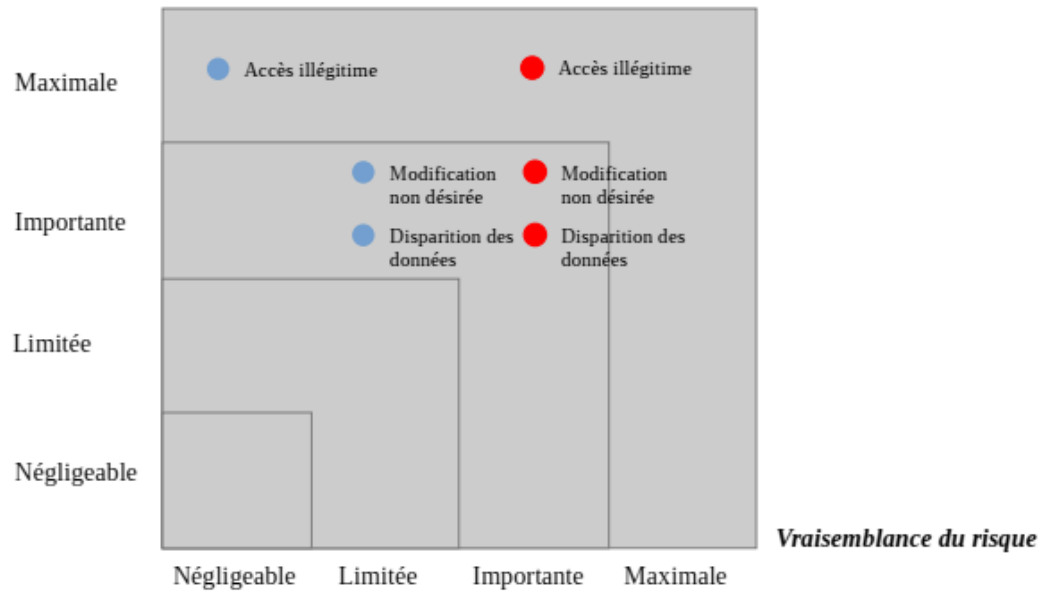 Maximale
Accès illégitime
Accès illégitime
Importante
Modification
non désirée
Modification
non désirée
Disparition des
données
Disparition des
données
Limitée
Négligeable
Vraisemblance du risque
Négligeable
Limitée
Importante
Maximale